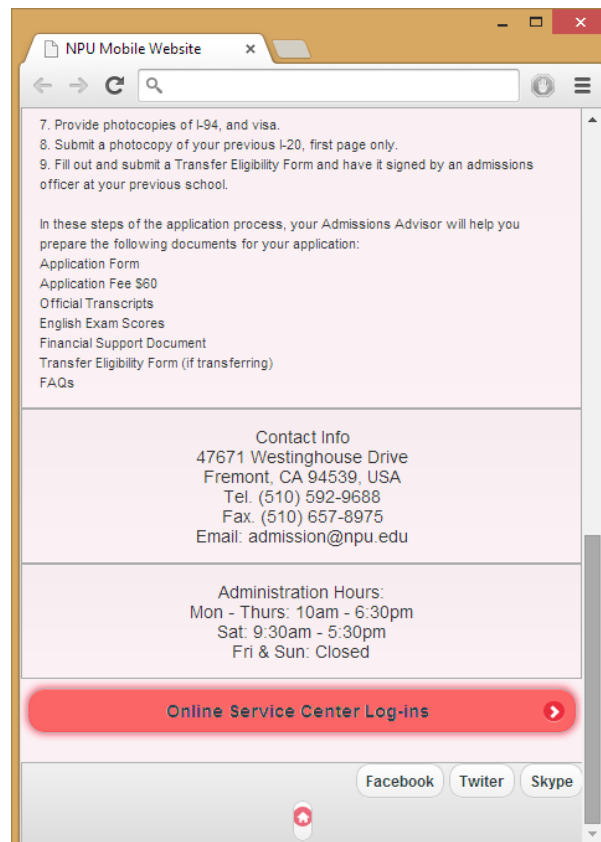 NPU Mobile Website
7. Provide photocopies of I-94, and visa.
8. Submit a photocopy of your previous I-20, first page only.
9. Fill out and submit a Transfer Eligibility Form and have it signed by an admissions
officer at your previous school.
In these steps of the application process, your Admissions Advisor will help you
prepare the following documents for your application:
Application Form
Application Fee $60
Official Transcripts
English Exam Scores
Financial Support Document
Transfer Eligibility Form (if transferring)
FAQs
Contact Info
47671 Westinghouse Drive
Fremont, CA 94539, USA
Tel. (510) 592-9688
Fax. (510) 657-8975
Email: admission@npu.edu
Administration Hours:
Mon - Thurs: 10am - 6:30pm
Sat: 9:30am - 5:30pm
Fri & Sun: Closed
Online Service Center Log-ins
Facebook Twiter Skype